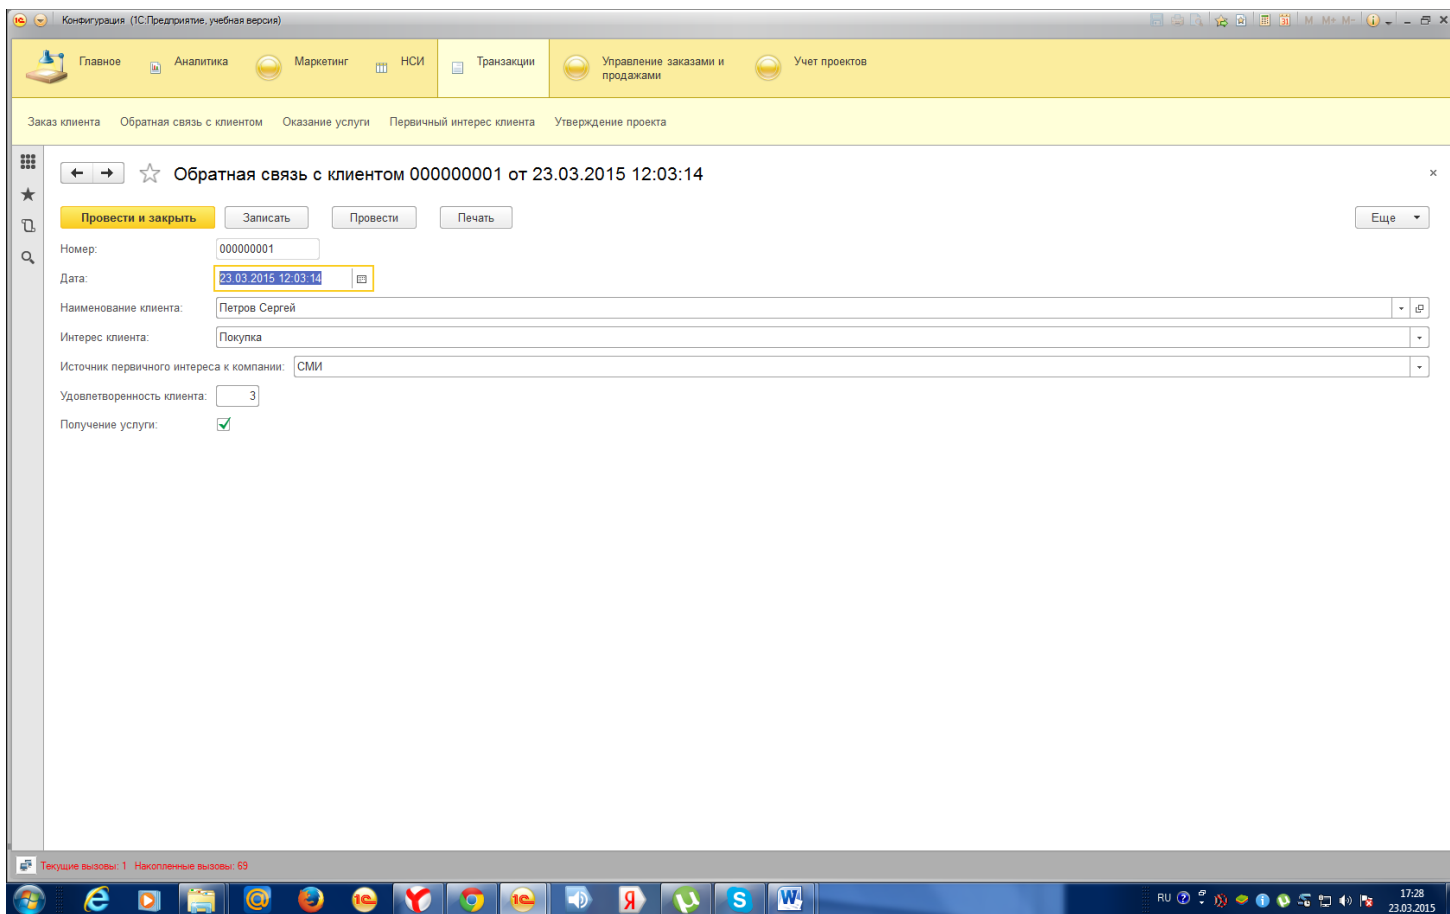 Конфигурация (1С:Предприятие, учебная версия)
M M+ M-
Главное Аналитика Маркетинг НСИ Транзакции Управление заказами и продажами Учет проектов
Заказ клиента Обратная связь с клиентом Оказание услуги Первичный интерес клиента Утверждение проекта
Обратная связь с клиентом 000000001 от 23.03.2015 12:03:14
Провести и закрыть Записать Провести Печать Еще
Номер: 000000001
Дата: 23.03.2015 12:03:14
Наименование клиента: Петров Сергей
Интерес клиента: Покупка
Источник первичного интереса к компании: СМИ
Удовлетворенность клиента: 3
Получение услуги:
Текущие вызовы: 1 Накопленные вызовы: 69
RU 17:28
23.03.2015